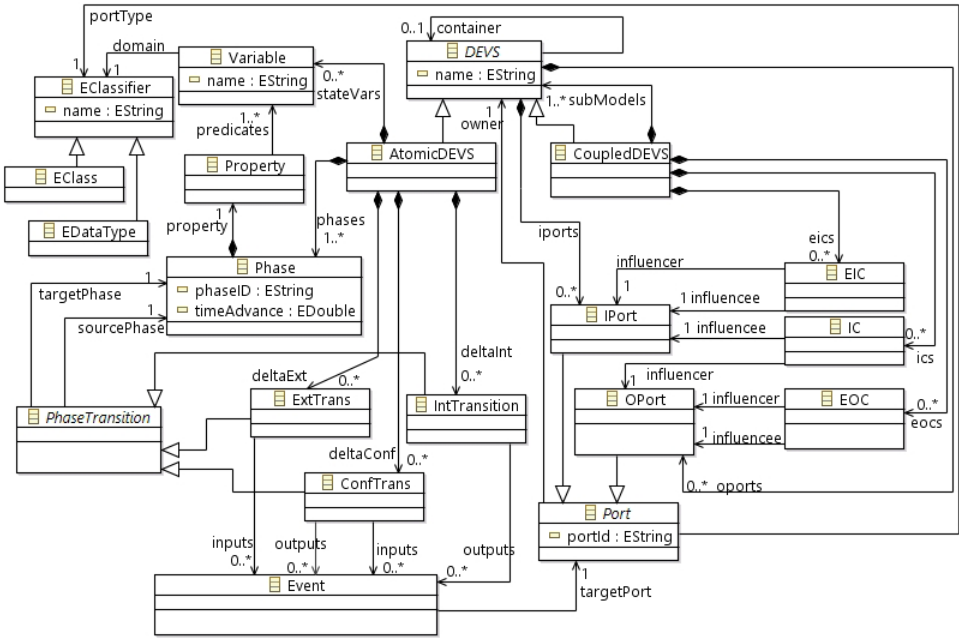 portType
0..1 container
domain
Variable
DEVS
1
1
name : EString
0..*
stateVars
name : EString
EClassifier
name : EString
1..*
predicates
1
owner
1..* subModels
EClass
Property
AtomicDEVS
CoupledDEVS
EDataType
1
property
phases
1..*
iports
eics
0..*
Phase
phaseID : EString
timeAdvance : EDouble
1
targetPhase
1
sourcePhase
influencer
1
EIC
0..*
IPort
1 influencee
IC
1 influencee
0..*
ics
deltaExt
0..*
deltaInt
0..*
1
influencer
PhaseTransition
ExtTrans
IntTransition
OPort
1 influencer
EOC
0..*
eocs
1 influencee
deltaConf
0..*
ConfTrans
0..* oports
Port
portId : EString
inputs
0..*
outputs
0..*
inputs
0..*
outputs
0..*
Event
1
targetPort